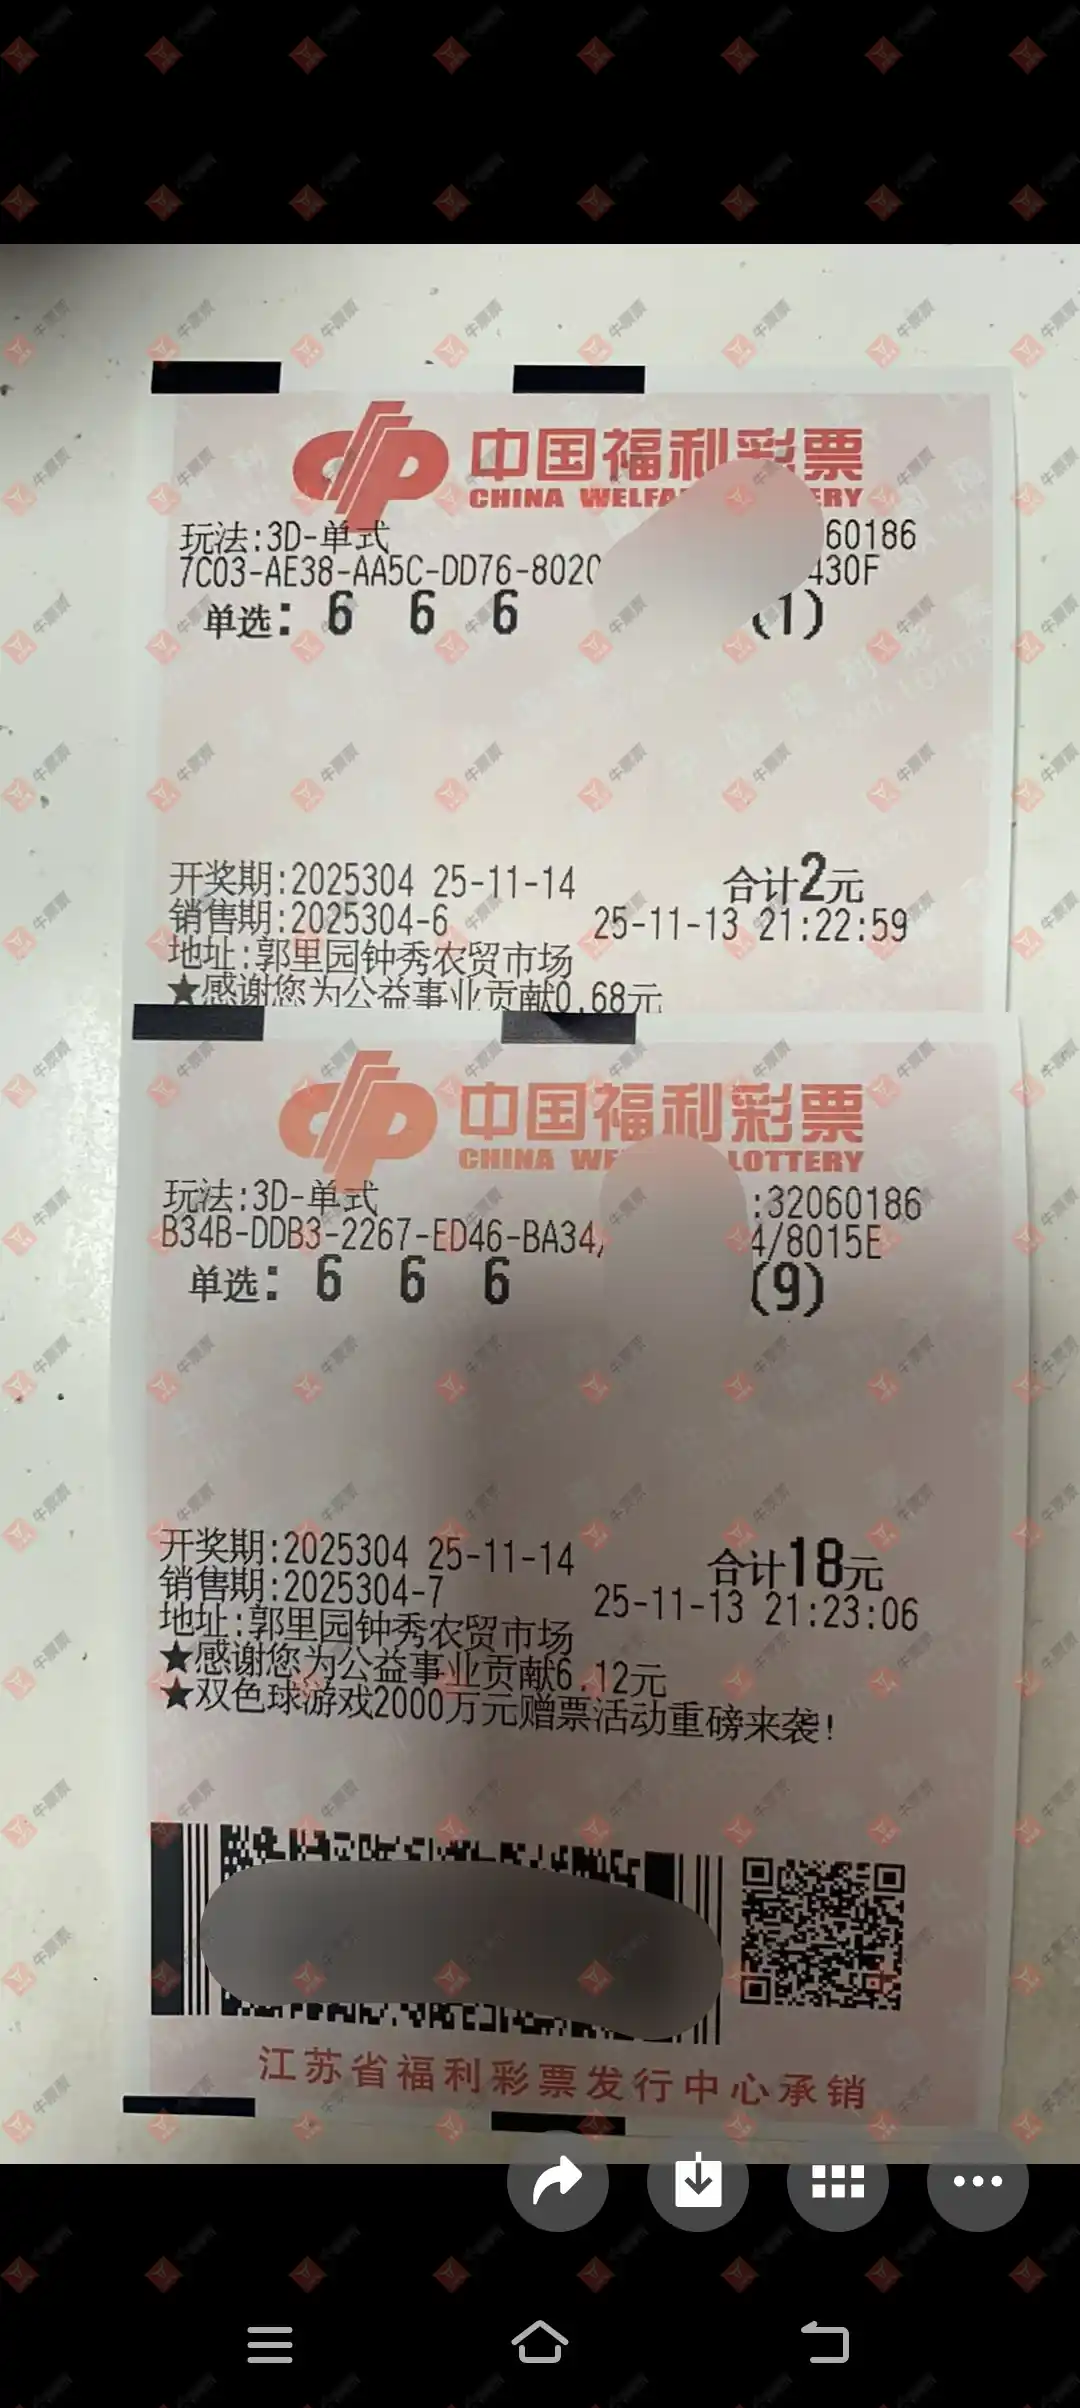 中国福利彩票
CHINA WELFA ERY
玩法:3D-单式 60186
7C03-AE38-AA5C-DD76-8020 430F
单选: 6 6 6 (1)
开奖期:2025304 25-11-14 合计2元
销售期:2025304-6 25-11-13 21:22:59
地址:郭里园钟秀农贸市场
★感谢您为公益事业贡献0.68元
中国福利彩票
CHINA WE LOTTERY
玩法:3D-单式 :32060186
B34B-DDB3-2267-ED46-BA34/ 4/8015E
单选: 6 6 6 (9)
开奖期:2025304 25-11-14 合计18元
销售期:2025304-7 25-11-13 21:23:06
地址:郭里园钟秀农贸市场
★感谢您为公益事业贡献6.12元
★双色球游戏2000万元赠票活动重磅来袭!
江苏省福利彩票发行中心承销
牛票票